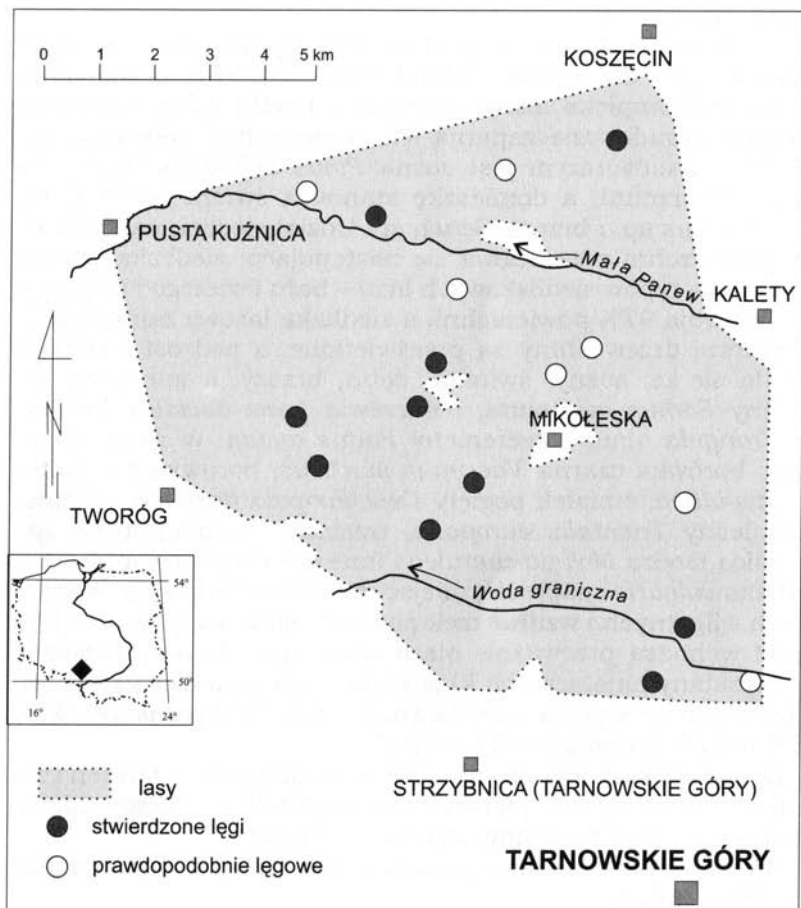 KOSZĘCIN
0 1 2 3 4 5 km
PUSTA KUŹNICA
Mała Panew
KALETY
N
MIKOŁESKA
TWORÓG
54°
50°
16°
24°
Woda graniczna
lasy
stwierdzone lęgi
prawdopodobnie lęgowe
STRZYBNICA (TARNOWSKIE GÓRY)
TARNOWSKIE GÓRY